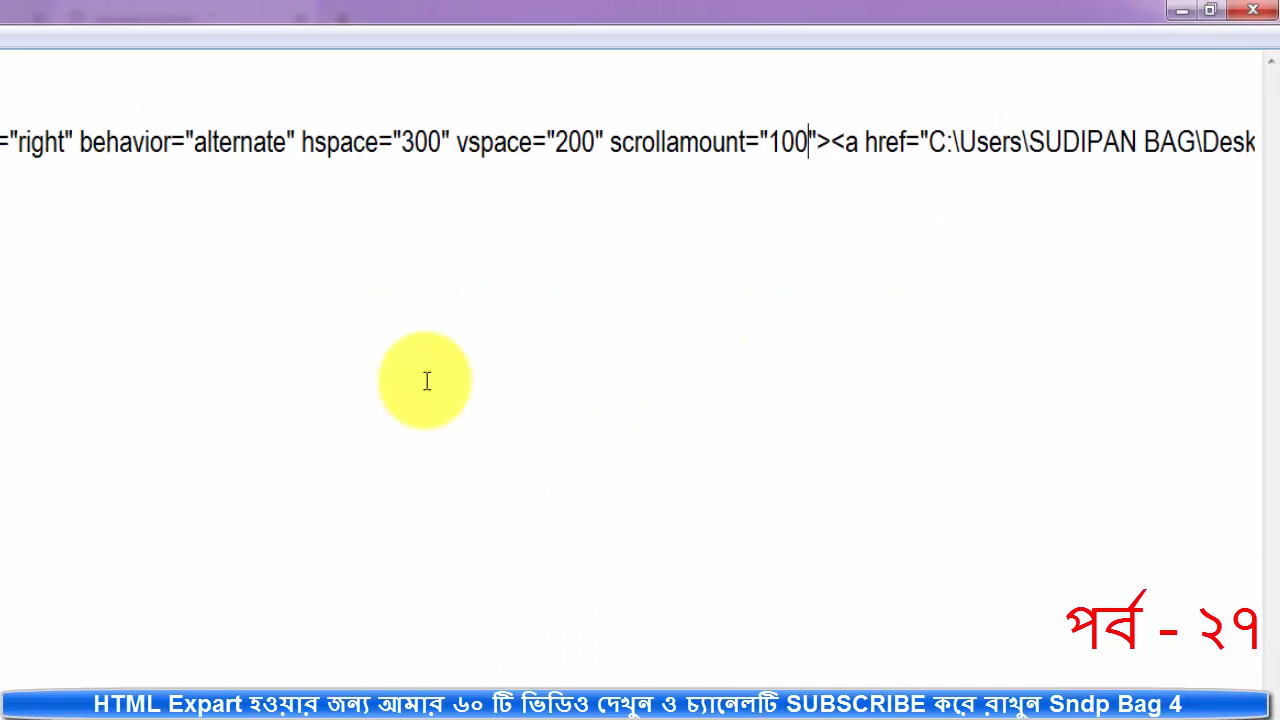 ="right" behavior="alternate" hspace="300" vspace="200" scrollamount="100"><a href="C:\Users\SUDIPAN BAG\Desk
পর্ব - ২৭
HTML Expart হওয়ার জন্য আমার ৬০ টি ভিডিও দেখুন ও চ্যানেলটি SUBSCRIBE করে রাখুন Sndp Bag 4